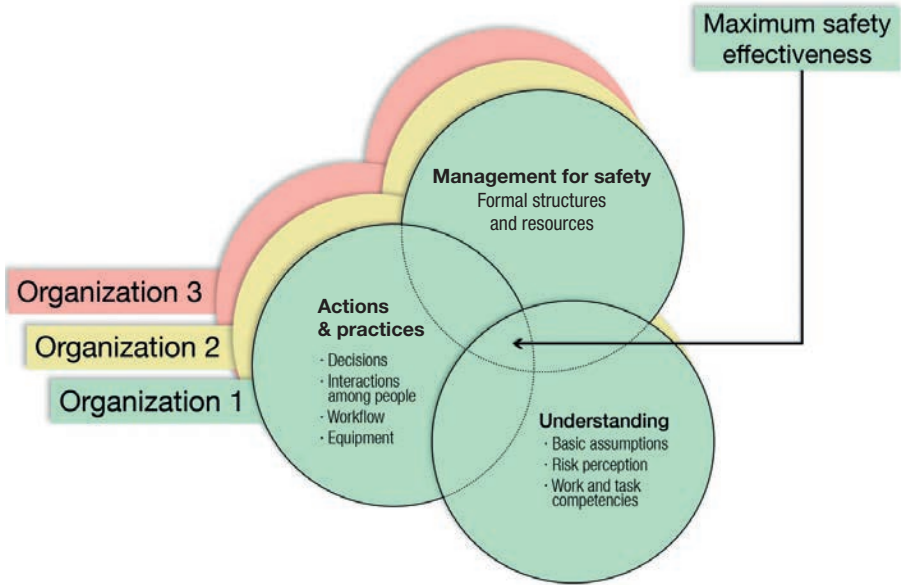 Maximum safety
effectiveness
Management for safety
Formal structures
and resources
Organization 3
Organization 2
Organization 1
Actions
& practices
· Decisions
· Interactions
among people
· Workflow
· Equipment
Understanding
· Basic assumptions
· Risk perception
· Work and task
competencies